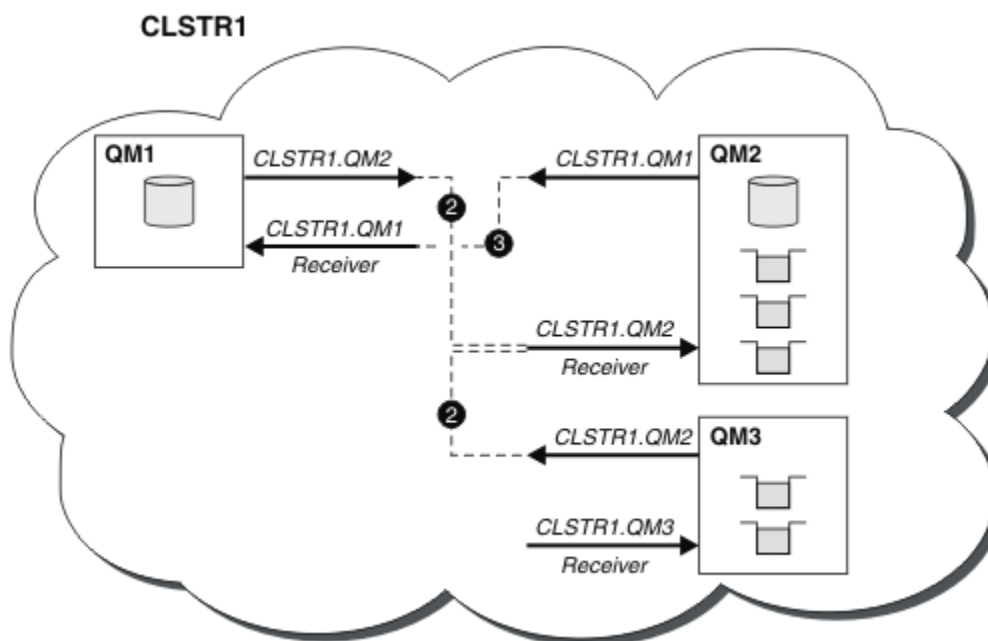 CLSTR1
QM1
CLSTR1.QM2
CLSTR1.QM1
QM2
2
CLSTR1.QM1
3
Receiver
CLSTR1.QM2
Receiver
2
CLSTR1.QM2
QM3
CLSTR1.QM3
Receiver